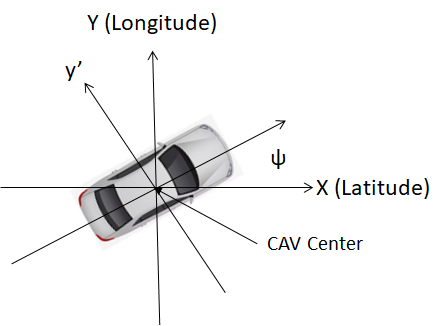 Y (Longitude)
y’
ψ
X (Latitude)
CAV Center